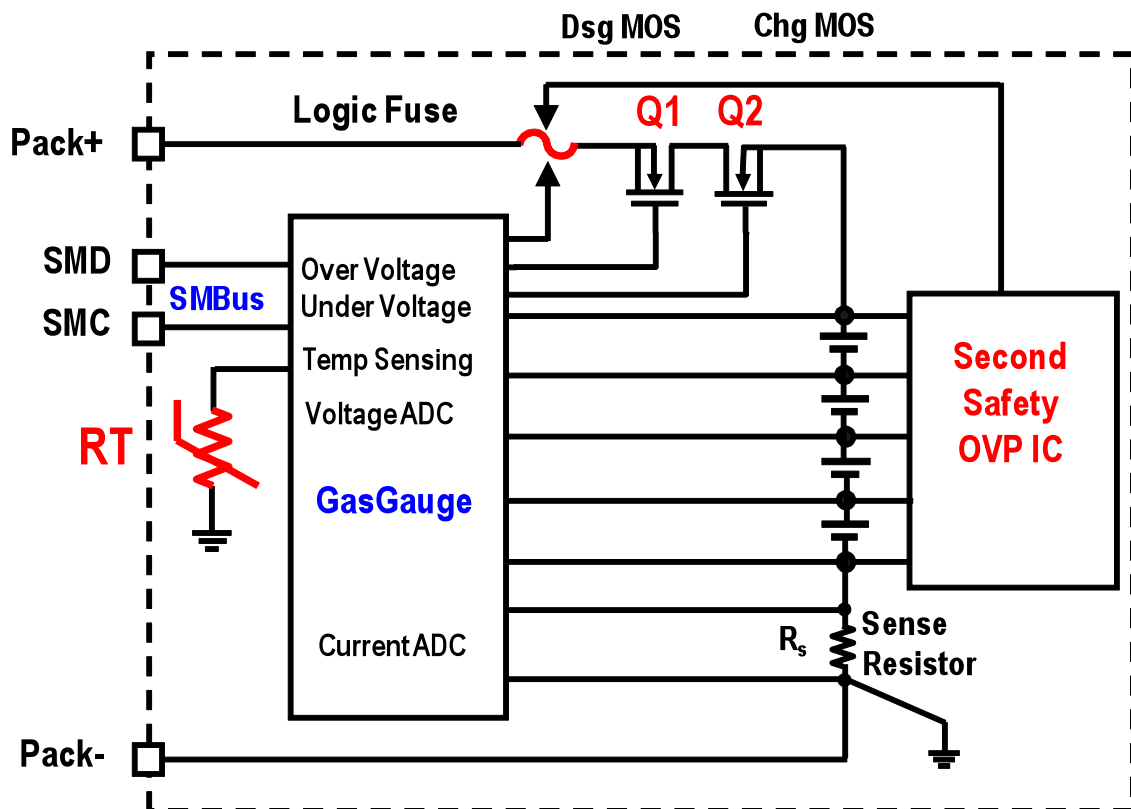 Dsg MOS
Chg MOS
Logic Fuse
Q1
Q2
Pack+
SMD
SMBus
SMC
Over Voltage
Under Voltage
Temp Sensing
Voltage ADC
RT
GasGauge
Second
Safety
OVP IC
Current ADC
Rs
Sense
Resistor
Pack-